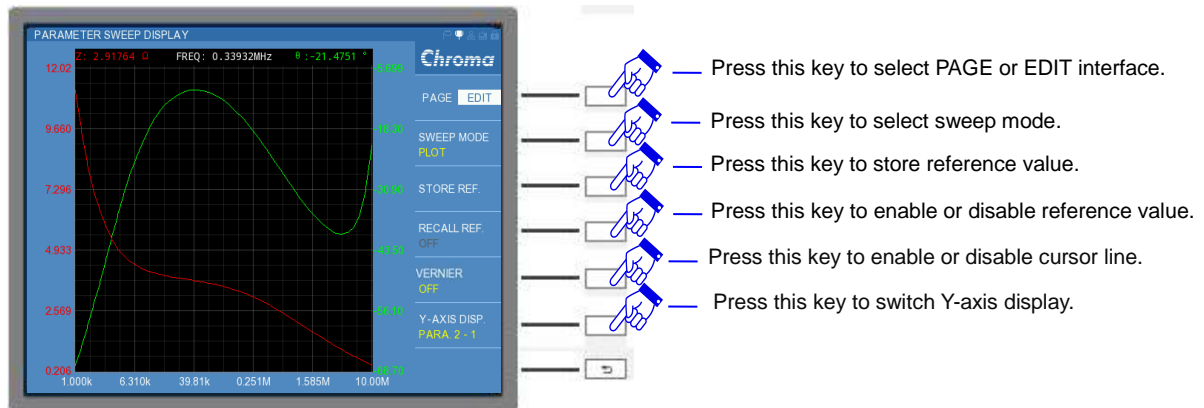 PARAMETER SWEEP DISPLAY
Z: 2.91764 Ω FREQ: 0.33932MHz θ :-21.4751 °
Chroma
12.02
9.660
7.296
4.933
2.569
0.206
1.000k 6.310k 39.81k 0.251M 1.585M 10.00M
PAGE EDIT
SWEEP MODE
PLOT
STORE REF.
RECALL REF.
OFF
VERNIER
OFF
Y-AXIS DISP.
PARA. 2 - 1
Press this key to select PAGE or EDIT interface.
Press this key to select sweep mode.
Press this key to store reference value.
Press this key to enable or disable reference value.
Press this key to enable or disable cursor line.
Press this key to switch Y-axis display.